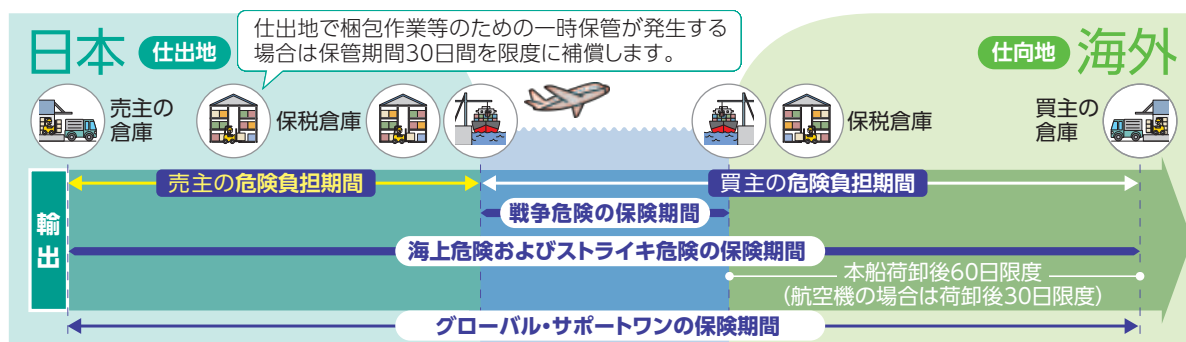 仕出地で梱包作業等のための一時保管が発生する
場合は保管期間30日間を限度に補償します。
日本 仕出地
仕向地 海外
売主の
倉庫
保税倉庫
保税倉庫
買主の
倉庫
輸出
売主の危険負担期間
買主の危険負担期間
戦争危険の保険期間
海上危険およびストライキ危険の保険期間
本船荷卸後60日限度
(航空機の場合は荷卸後30日限度)
グローバル・サポートワンの保険期間